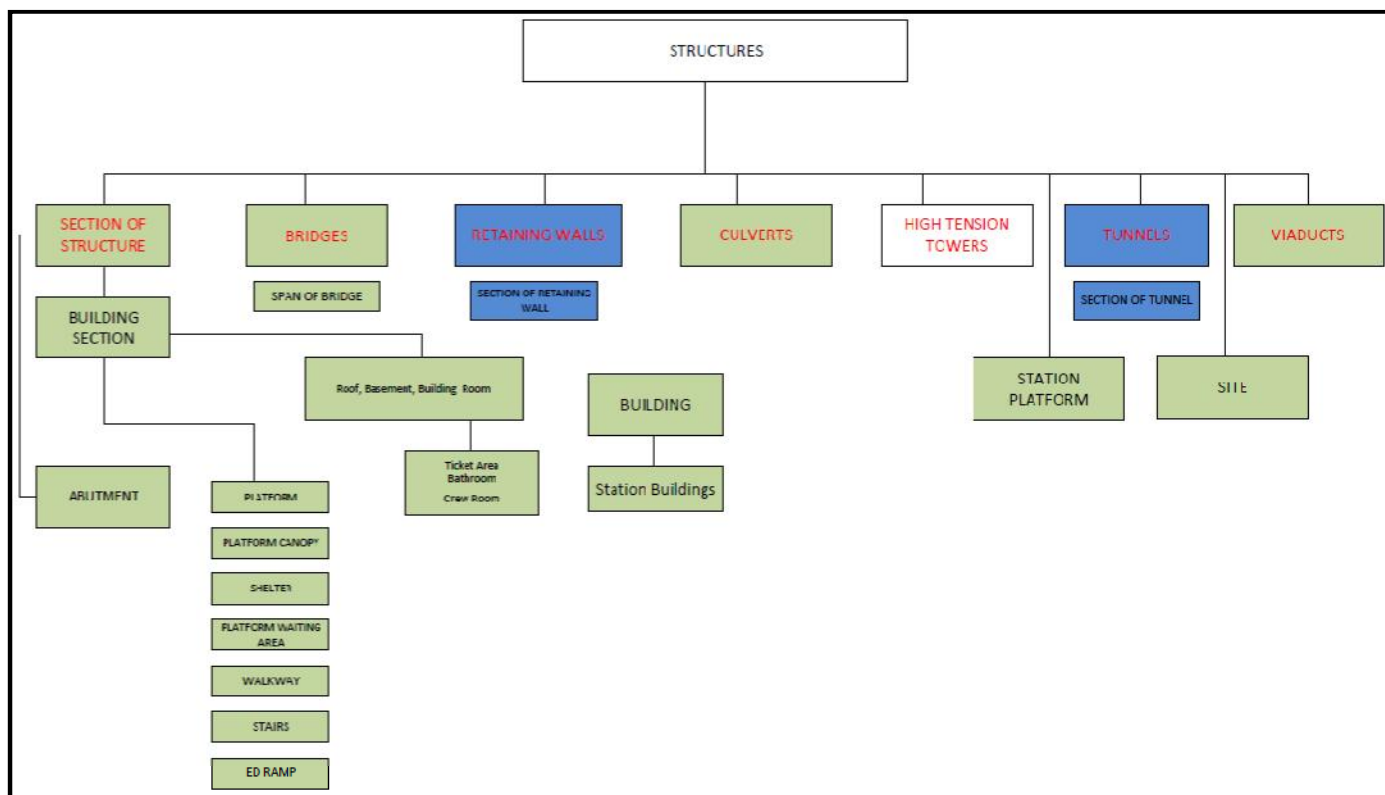 STRUCTURES
SECTION OF
STRUCTURE
BRIDGES
RETAINING WALLS
CULVERTS
HIGH TENSION
TOWERS
TUNNELS
VIADUCTS
SPAN OF BRIDGE
SECTION OF RETAINING
WALL
SECTION OF TUNNEL
BUILDING
SECTION
Roof, Basement, Building Room
BUILDING
STATION
PLATFORM
SITE
Ticket Area
Bathroom
Crew Room
Station Buildings
ABUTMENT
PLATFORM
PLATFORM CANOPY
SHELTER
PLATFORM WAITING
AREA
WALKWAY
STAIRS
ED RAMP